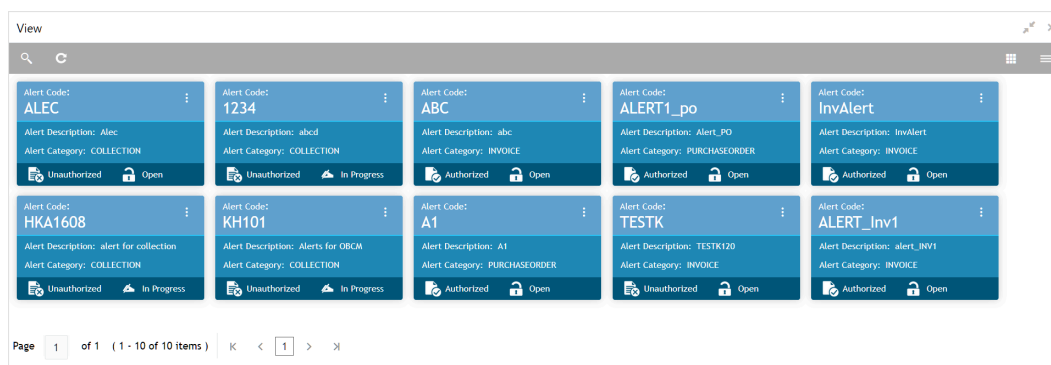 View
Alert Code:
ALEC
Alert Description: Alec
Alert Category: COLLECTION
Unauthorized Open
Alert Code:
1234
Alert Description: abcd
Alert Category: COLLECTION
Unauthorized In Progress
Alert Code:
ABC
Alert Description: abc
Alert Category: INVOICE
Authorized Open
Alert Code:
ALERT1_po
Alert Description: Alert_PO
Alert Category: PURCHASEORDER
Authorized Open
Alert Code:
InvAlert
Alert Description: InvAlert
Alert Category: INVOICE
Authorized Open
Alert Code:
HKA1608
Alert Description: alert for collection
Alert Category: COLLECTION
Unauthorized In Progress
Alert Code:
KH101
Alert Description: Alerts for OBCM
Alert Category: COLLECTION
Unauthorized In Progress
Alert Code:
A1
Alert Description: A1
Alert Category: PURCHASEORDER
Authorized Open
Alert Code:
TESTK
Alert Description: TESTK120
Alert Category: INVOICE
Unauthorized Open
Alert Code:
ALERT_Inv1
Alert Description: alert_INV1
Alert Category: INVOICE
Authorized Open
Page 1 of 1 ( 1 - 10 of 10 items ) 1